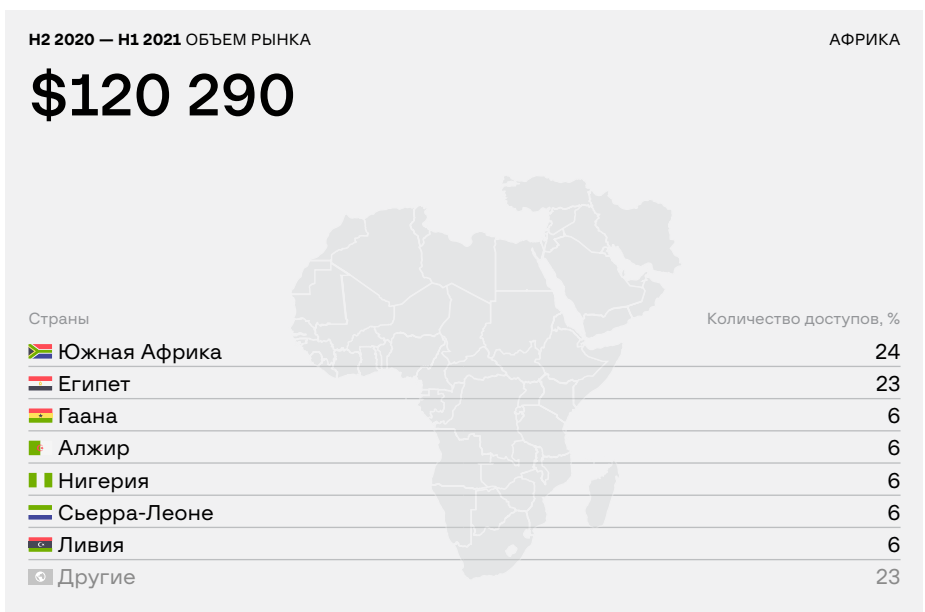 H2 2020 — H1 2021 ОБЪЕМ РЫНКА АФРИКА
$120 290
Страны Количество доступов, %
Южная Африка 24
Египет 23
Гаана 6
Алжир 6
Нигерия 6
Сьерра-Леоне 6
Ливия 6
Другие 23